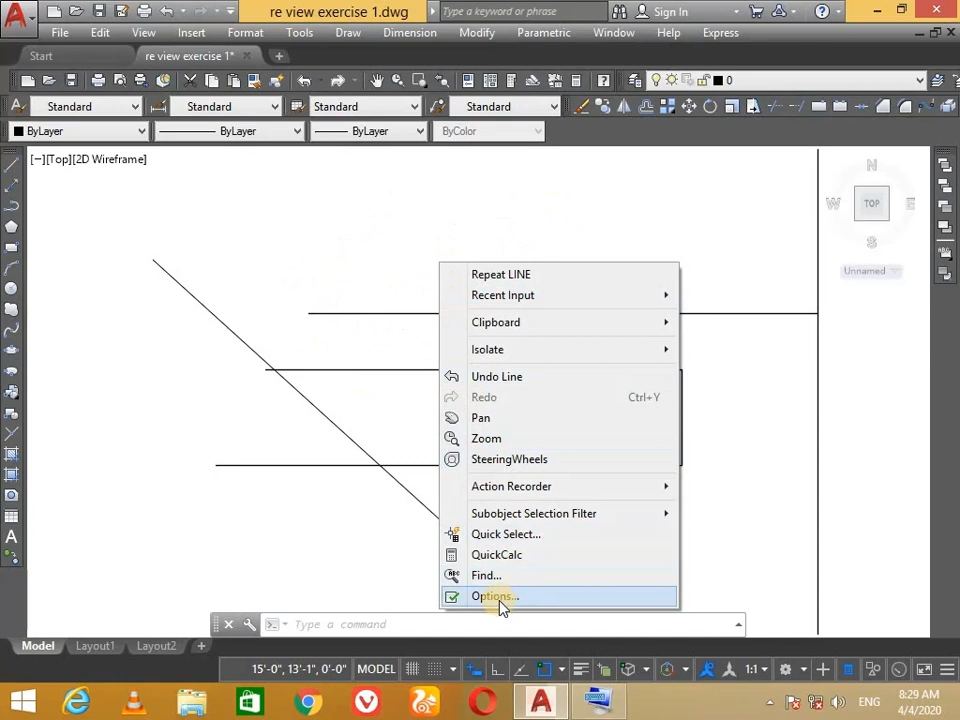 re view exercise 1.dwg
Type a keyword or phrase
Sign In
File Edit View Insert Format Tools Draw Dimension Modify Parametric Window Help Express
Start re view exercise 1*
0
Standard Standard Standard Standard
ByLayer ByLayer ByLayer ByColor
[−][Top][2D Wireframe]
N
W TOP E
S
Unnamed
Repeat LINE
Recent Input
Clipboard
Isolate
Undo Line
Redo Ctrl+Y
Pan
Zoom
SteeringWheels
Action Recorder
Subobject Selection Filter
Quick Select...
QuickCalc
Find...
Options...
Type a command
Model Layout1 Layout2 +
15'-0", 13'-1", 0'-0" MODEL 1:1
ENG
8:29 AM
4/4/2020